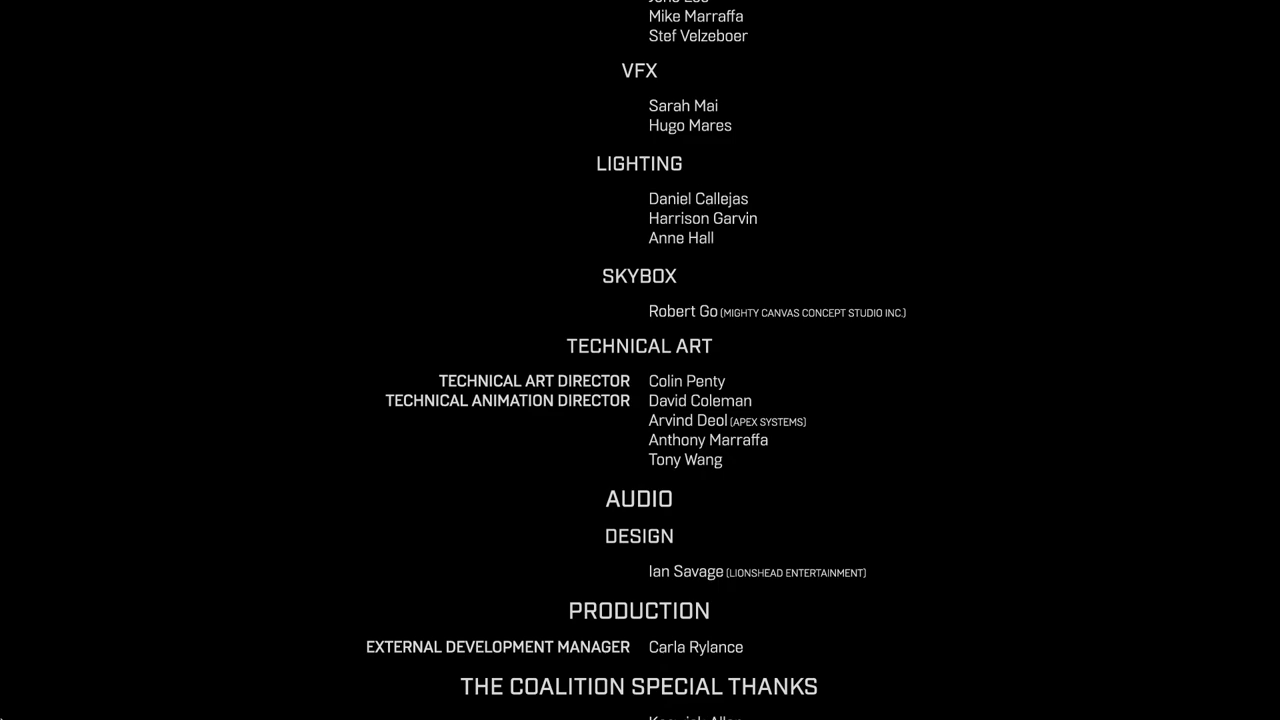 Mike Marraffa
Stef Velzeboer
VFX
Sarah Mai
Hugo Mares
LIGHTING
Daniel Callejas
Harrison Garvin
Anne Hall
SKYBOX
Robert Go (MIGHTY CANVAS CONCEPT STUDIO INC.)
TECHNICAL ART
TECHNICAL ART DIRECTOR Colin Penty
TECHNICAL ANIMATION DIRECTOR David Coleman
Arvind Deol (APEX SYSTEMS)
Anthony Marraffa
Tony Wang
AUDIO
DESIGN
Ian Savage (LIONSHEAD ENTERTAINMENT)
PRODUCTION
EXTERNAL DEVELOPMENT MANAGER Carla Rylance
THE COALITION SPECIAL THANKS